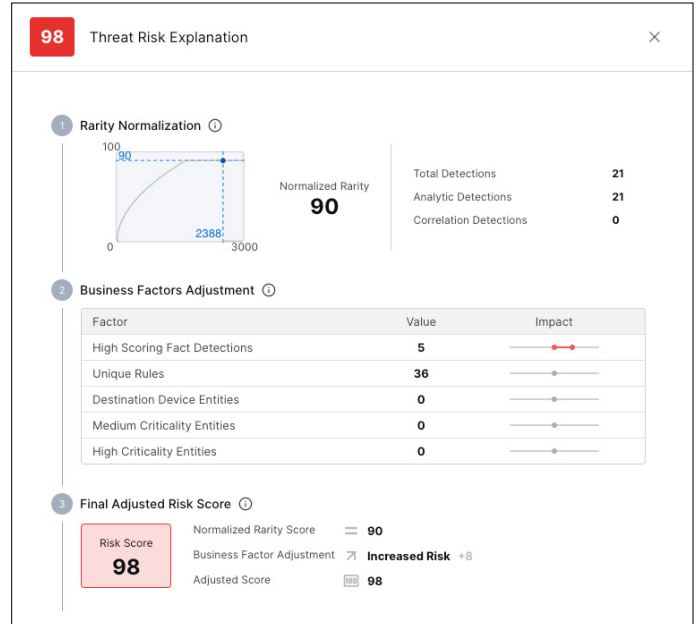 98 Threat Risk Explanation
1 Rarity Normalization
100
90
2388
0 3000
Normalized Rarity
90
Total Detections 21
Analytic Detections 21
Correlation Detections 0
2 Business Factors Adjustment
Factor Value Impact
High Scoring Fact Detections 5
Unique Rules 36
Destination Device Entities 0
Medium Criticality Entities 0
High Criticality Entities 0
3 Final Adjusted Risk Score
Risk Score
98
Normalized Rarity Score = 90
Business Factor Adjustment Increased Risk +8
Adjusted Score 98